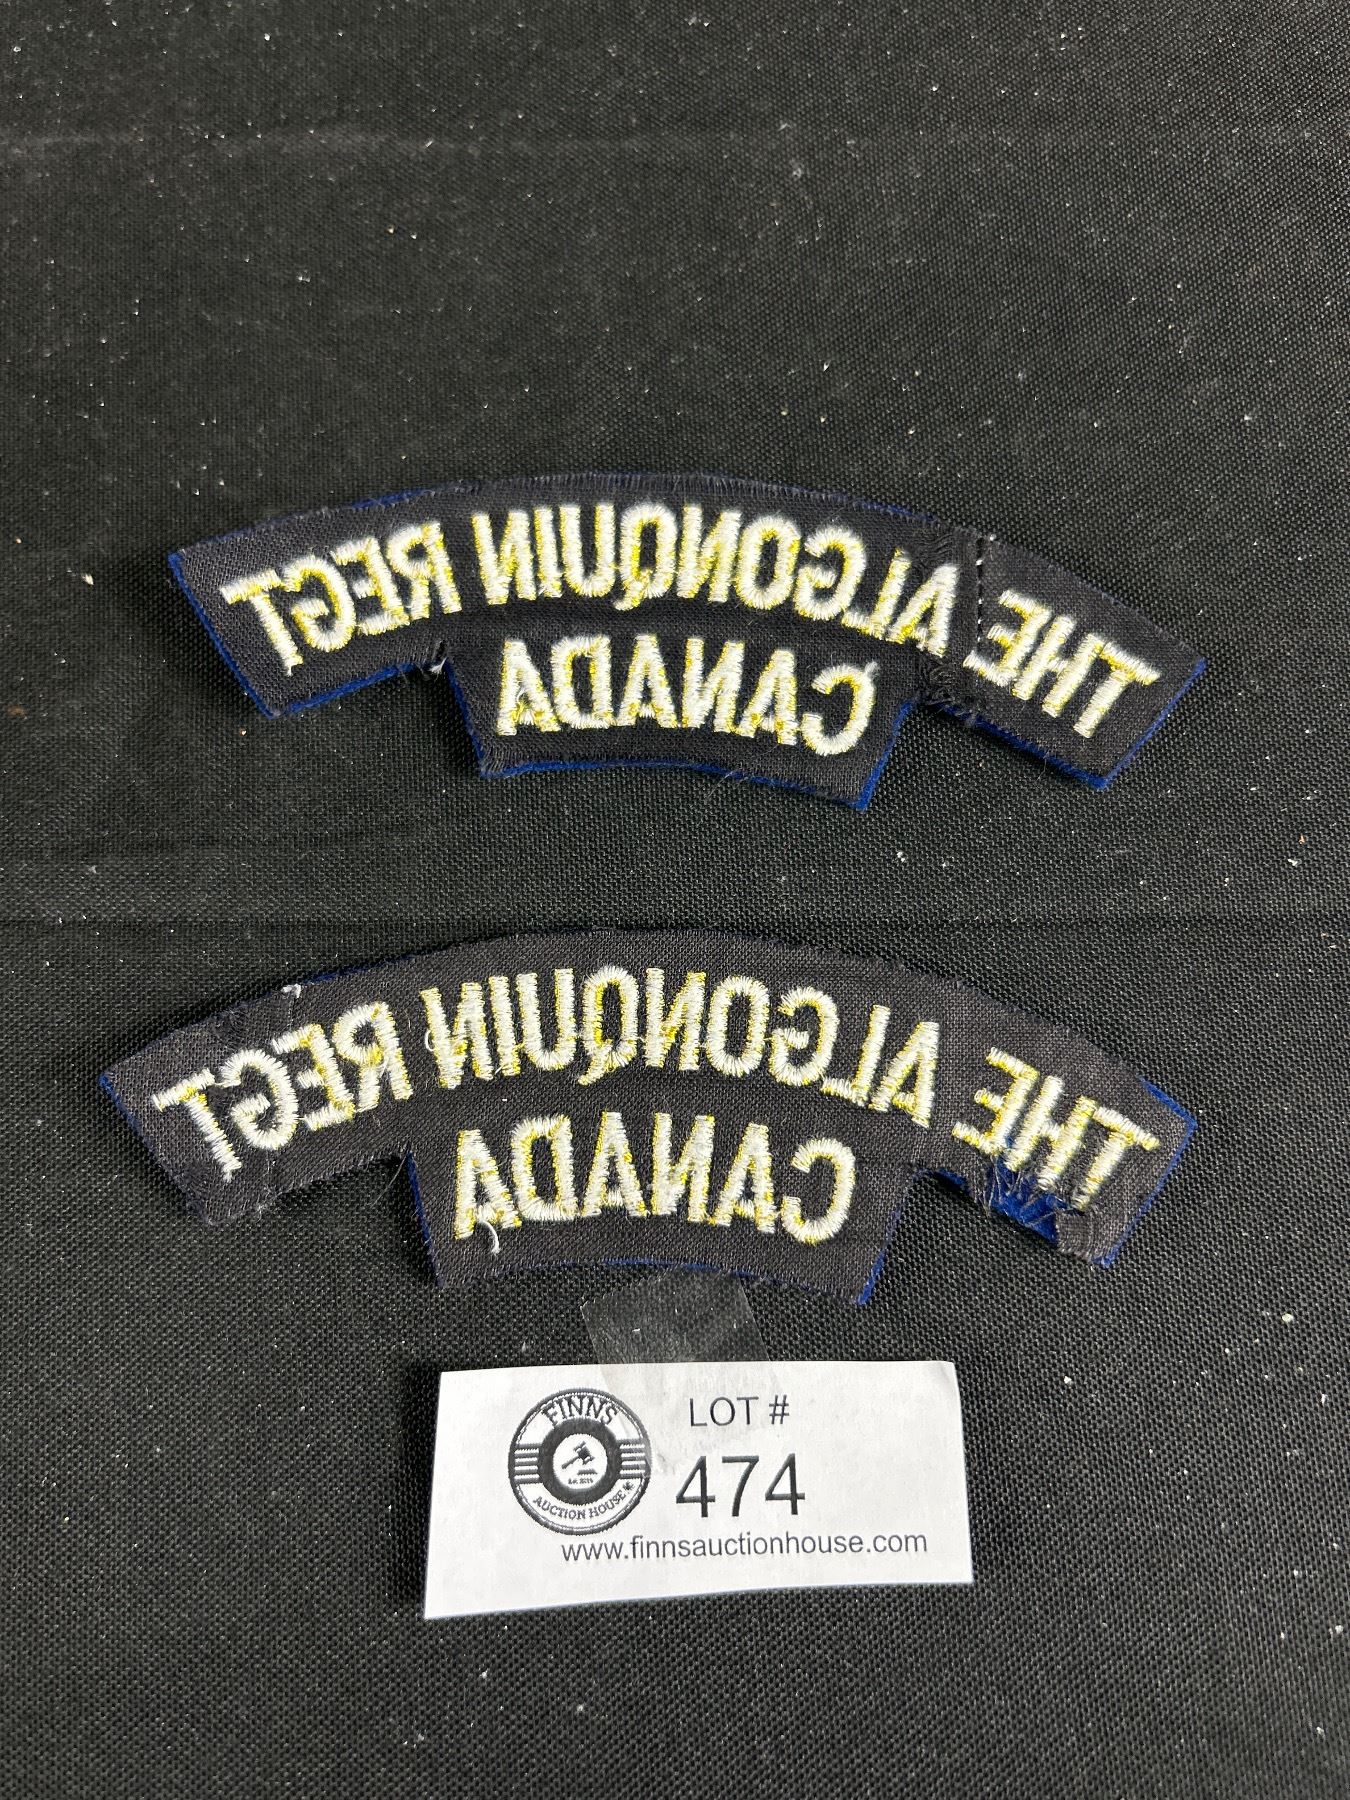 THE ALGONQUIN REGT
CANADA
THE ALGONQUIN REGT
CANADA
FINNS
AUCTION HOUSE
LOT #
474
www.finnsauctionhouse.com